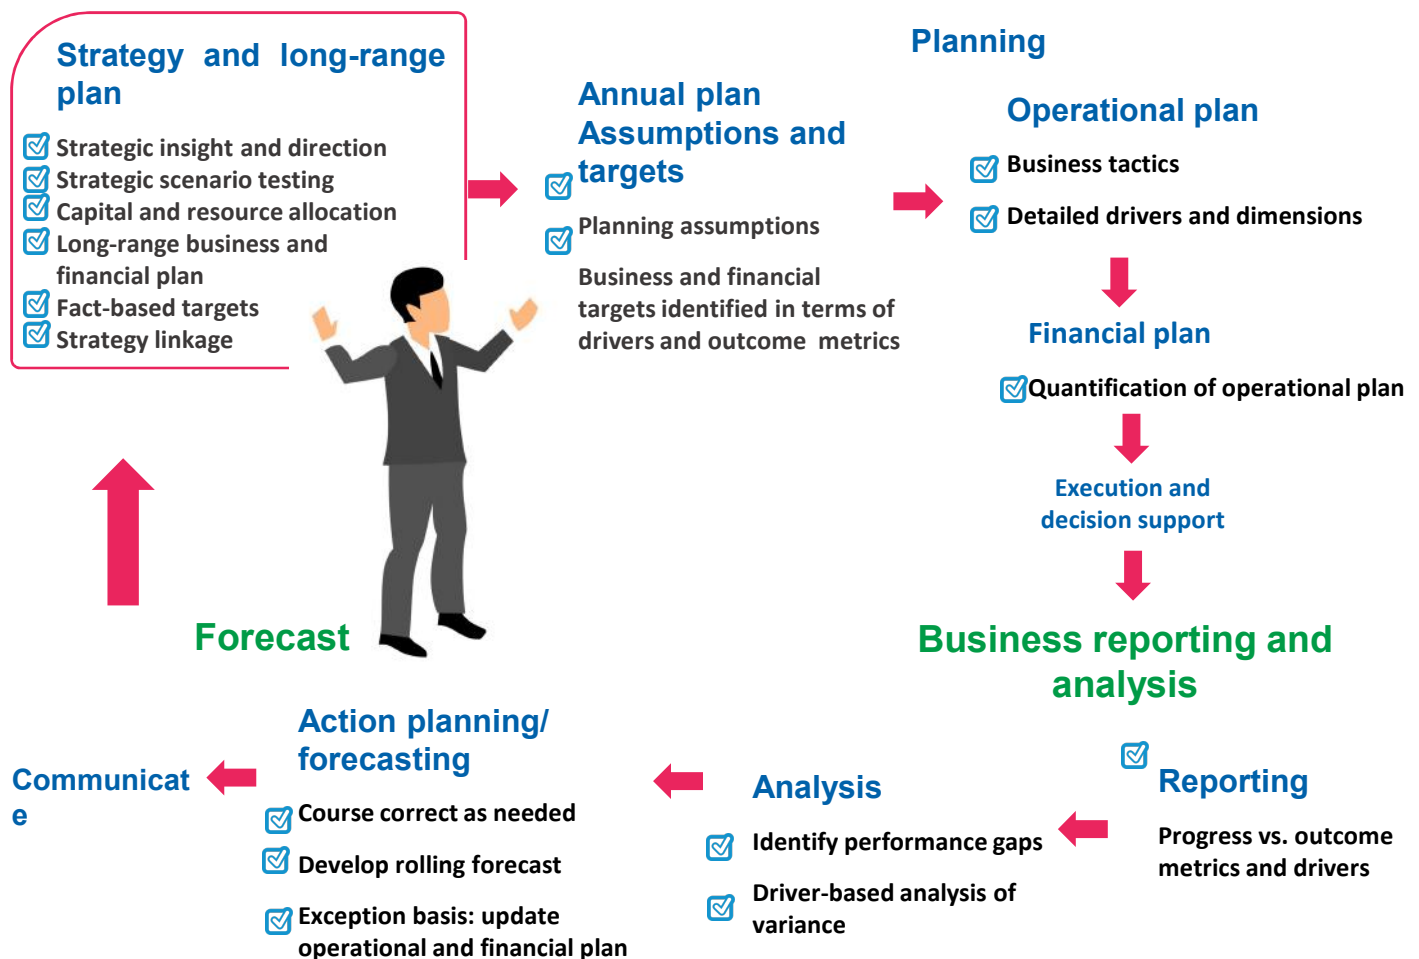 Strategy and long-range
plan
Strategic insight and direction
Strategic scenario testing
Capital and resource allocation
Long-range business and
financial plan
Fact-based targets
Strategy linkage
Annual plan
Assumptions and
targets
Planning assumptions
Business and financial
targets identified in terms of
drivers and outcome metrics
Planning
Operational plan
Business tactics
Detailed drivers and dimensions
Financial plan
Quantification of operational plan
Execution and
decision support
Business reporting and
analysis
Reporting
Progress vs. outcome
metrics and drivers
Analysis
Identify performance gaps
Driver-based analysis of
variance
Forecast
Action planning/
forecasting
Course correct as needed
Develop rolling forecast
Exception basis: update
operational and financial plan
Communicat
e